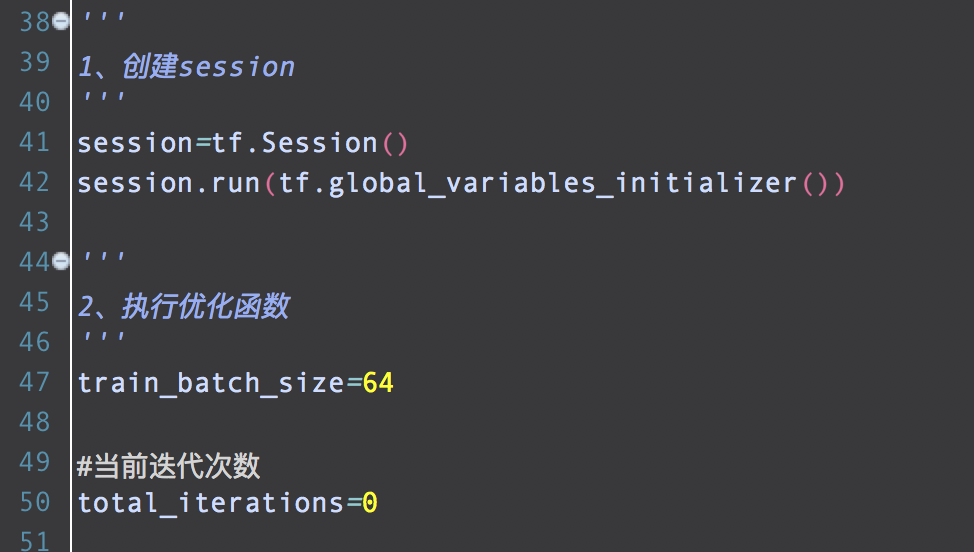 38 '''
39 1、创建session
40 '''
41 session=tf.Session()
42 session.run(tf.global_variables_initializer())
43
44 '''
45 2、执行优化函数
46 '''
47 train_batch_size=64
48
49 #当前迭代次数
50 total_iterations=0
51